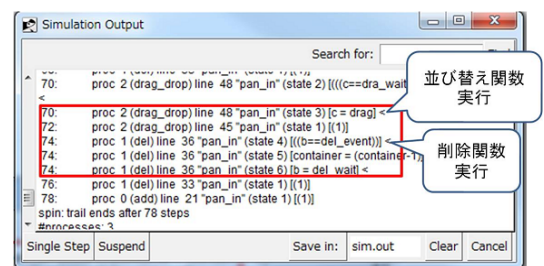 Simulation Output
Search for:
70: proc 2 (drag_drop) line 48 "pan_in" (state 2) [(((c==dra_wait
<
70: proc 2 (drag_drop) line 48 "pan_in" (state 3) [c = drag] <
72: proc 2 (drag_drop) line 45 "pan_in" (state 1) [(1)]
74: proc 1 (del) line 36 "pan_in" (state 4) [((b==del_event))] <
74: proc 1 (del) line 36 "pan_in" (state 5) [container = (container-1)]
74: proc 1 (del) line 36 "pan_in" (state 6) [b = del_wait] <
76: proc 1 (del) line 33 "pan_in" (state 1) [(1)]
78: proc 0 (add) line 21 "pan_in" (state 1) [(1)]
spin: trail ends after 78 steps
#processes: 3
並び替え関数
実行
削除関数
実行
Single Step Suspend Save in: sim.out Clear Cancel